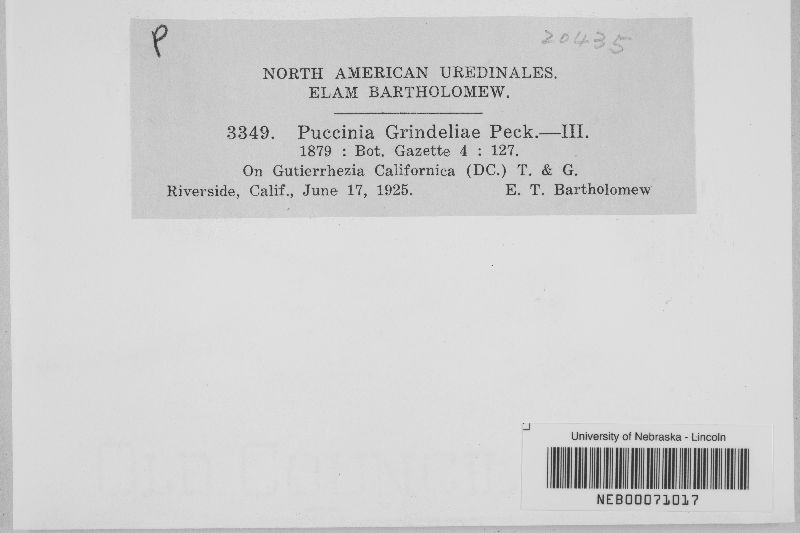 P
20435
NORTH AMERICAN UREDINALES.
ELAM BARTHOLOMEW.
3349. Puccinia Grindeliae Peck.—III.
1879 : Bot. Gazette 4 : 127.
On Gutierrhezia Californica (DC.) T. & G.
Riverside, Calif., June 17, 1925. E. T. Bartholomew
University of Nebraska - Lincoln
NEB00071017